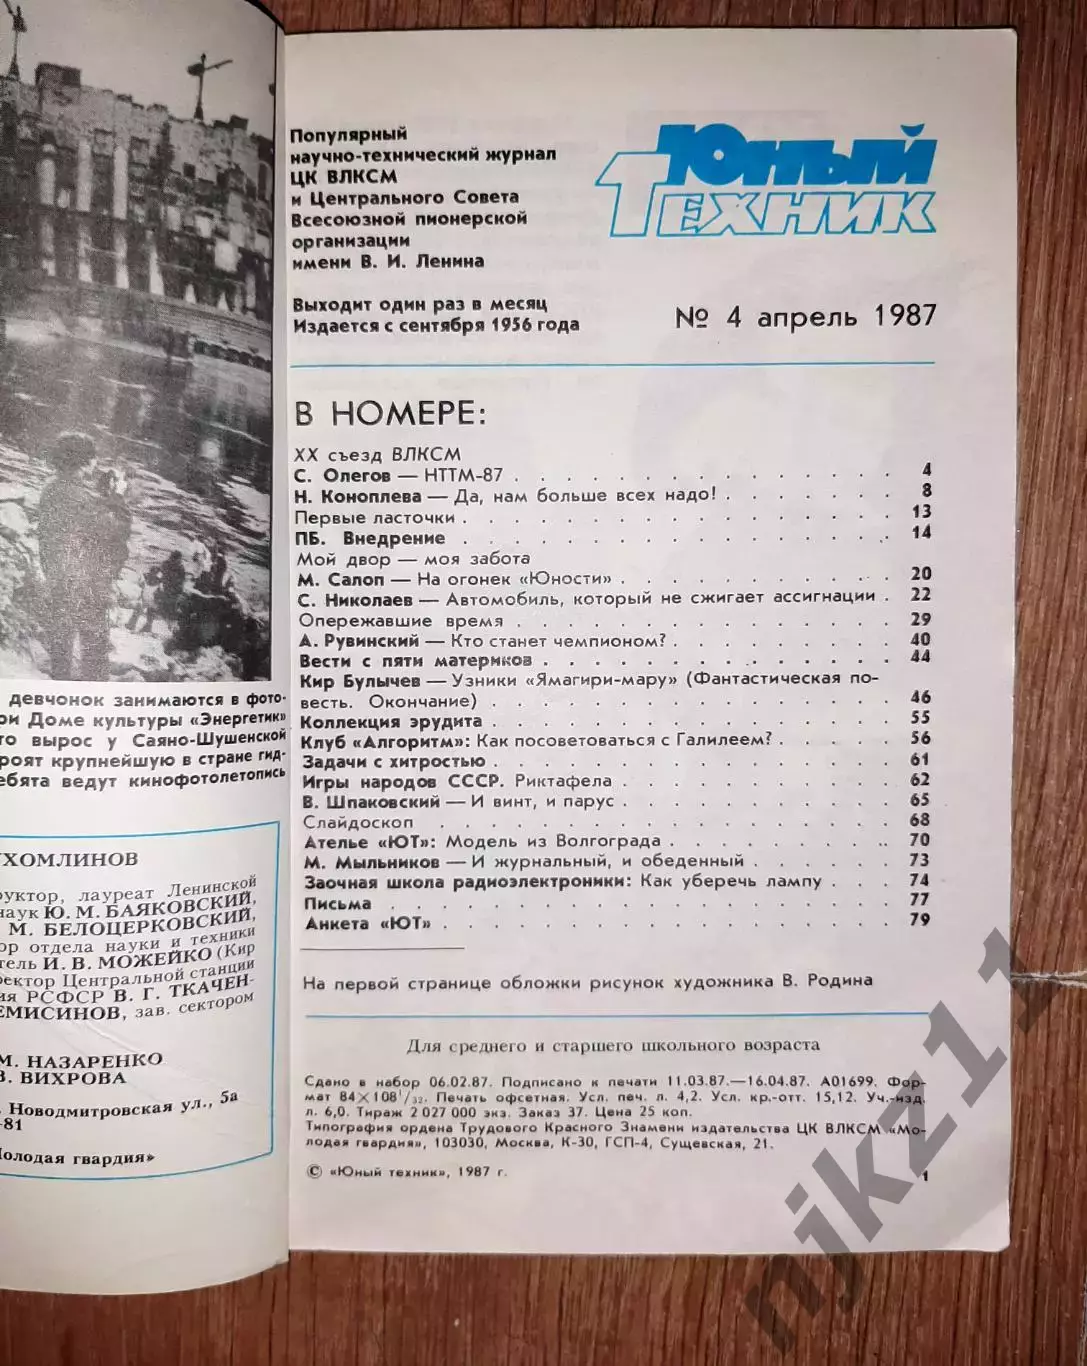 девчонок занимаются в фото-
Доме культуры «Энергетик»
вырос у Саяно-Шушенской
крупнейшую в стране гид-
ведут кинофотолетопись
лауреат Ленинской
наук Ю. М. БАЯКОВСКИЙ,
М. БЕЛОЦЕРКОВСКИЙ,
отдела науки и техники
И. В. МОЖЕЙКО (Кир
Центральной станции
РСФСР В. Г. ТКАЧЕН-
зав. сектором
М. НАЗАРЕНКО
В. ВИХРОВА
Новодмитровская ул., 5а
-81
гвардия»
Популярный
научно-технический журнал
ЦК ВЛКСМ
и Центрального Совета
Всесоюзной пионерской
организации
имени В. И. Ленина
Выходит один раз в месяц
Издается с сентября 1956 года
Юный
Техник
№ 4 апрель 1987
В НОМЕРЕ:
XX съезд ВЛКСМ
С. Олегов — НТТМ-87 . . . 4
Н. Коноплева — Да, нам больше всех надо! . . . 8
Первые ласточки . . . 13
ПБ. Внедрение . . . 14
Мой двор — моя забота
М. Салоп — На огонек «Юности» . . . 20
С. Николаев — Автомобиль, который не сжигает ассигнации . 22
Опережавшие время . . . 29
А. Рувинский — Кто станет чемпионом? . . . 40
Вести с пяти материков . . . 44
Кир Булычев — Узники «Ямагири-мару» (Фантастическая по-
весть. Окончание) . . . 46
Коллекция эрудита . . . 55
Клуб «Алгоритм»: Как посоветоваться с Галилеем? . . . 56
Задачи с хитростью . . . 61
Игры народов СССР. Риктафела . . . 62
В. Шпаковский — И винт, и парус . . . 65
Слайдоскоп . . . 68
Ателье «ЮТ»: Модель из Волгограда . . . 70
М. Мыльников — И журнальный, и обеденный . . . 73
Заочная школа радиоэлектроники: Как уберечь лампу . . . 74
Письма . . . 77
Анкета «ЮТ» . . . 79
На первой странице обложки рисунок художника В. Родина
Для среднего и старшего школьного возраста
Сдано в набор 06.02.87. Подписано к печати 11.03.87.—16.04.87. А01699. Фор-
мат 84×108 1/32. Печать офсетная. Усл. печ. л. 4,2. Усл. кр.-отт. 15,12. Уч.-изд.
л. 6,0. Тираж 2 027 000 экз. Заказ 37. Цена 25 коп.
Типография ордена Трудового Красного Знамени издательства ЦК ВЛКСМ «Мо-
лодая гвардия», 103030, Москва, К-30, ГСП-4, Сущевская, 21.
© «Юный техник», 1987 г.
1
njkz11